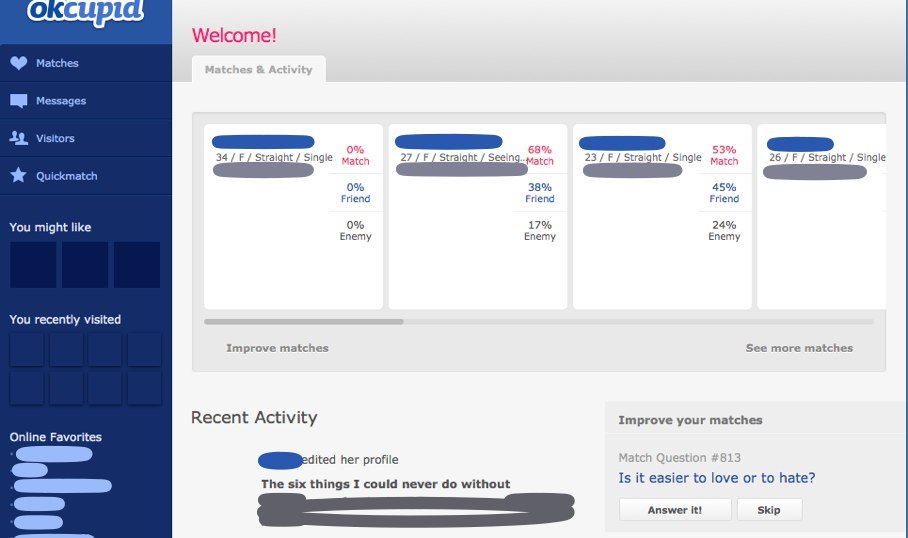 okcupid
Matches
Messages
Visitors
Quickmatch
You might like
You recently visited
Online Favorites
Welcome!
Matches & Activity
34 / F / Straight / Single
0%
Match
0%
Friend
0%
Enemy
27 / F / Straight / Seeing...
68%
Match
38%
Friend
17%
Enemy
23 / F / Straight / Single
53%
Match
45%
Friend
24%
Enemy
26 / F / Straight / Single
Improve matches
See more matches
Recent Activity
edited her profile
The six things I could never do without
Improve your matches
Match Question #813
Is it easier to love or to hate?
Answer it!
Skip